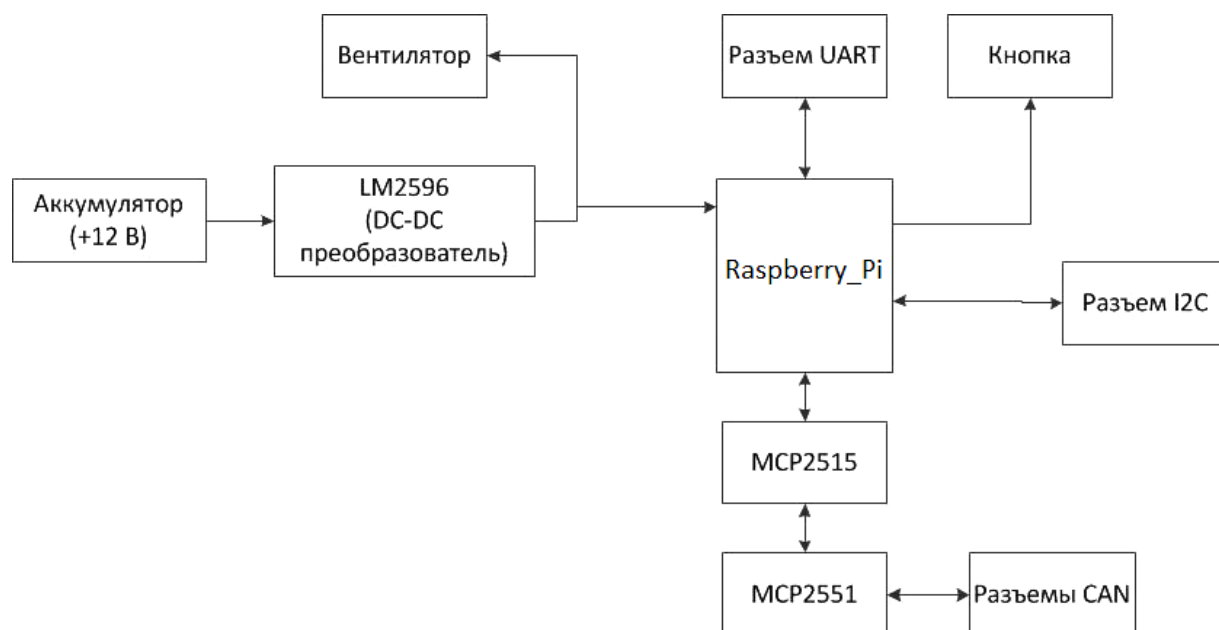 Вентилятор
Разъем UART
Кнопка
Аккумулятор
(+12 В)
LM2596
(DC-DC
преобразователь)
Raspberry_Pi
Разъем I2C
MCP2515
MCP2551
Разъемы CAN